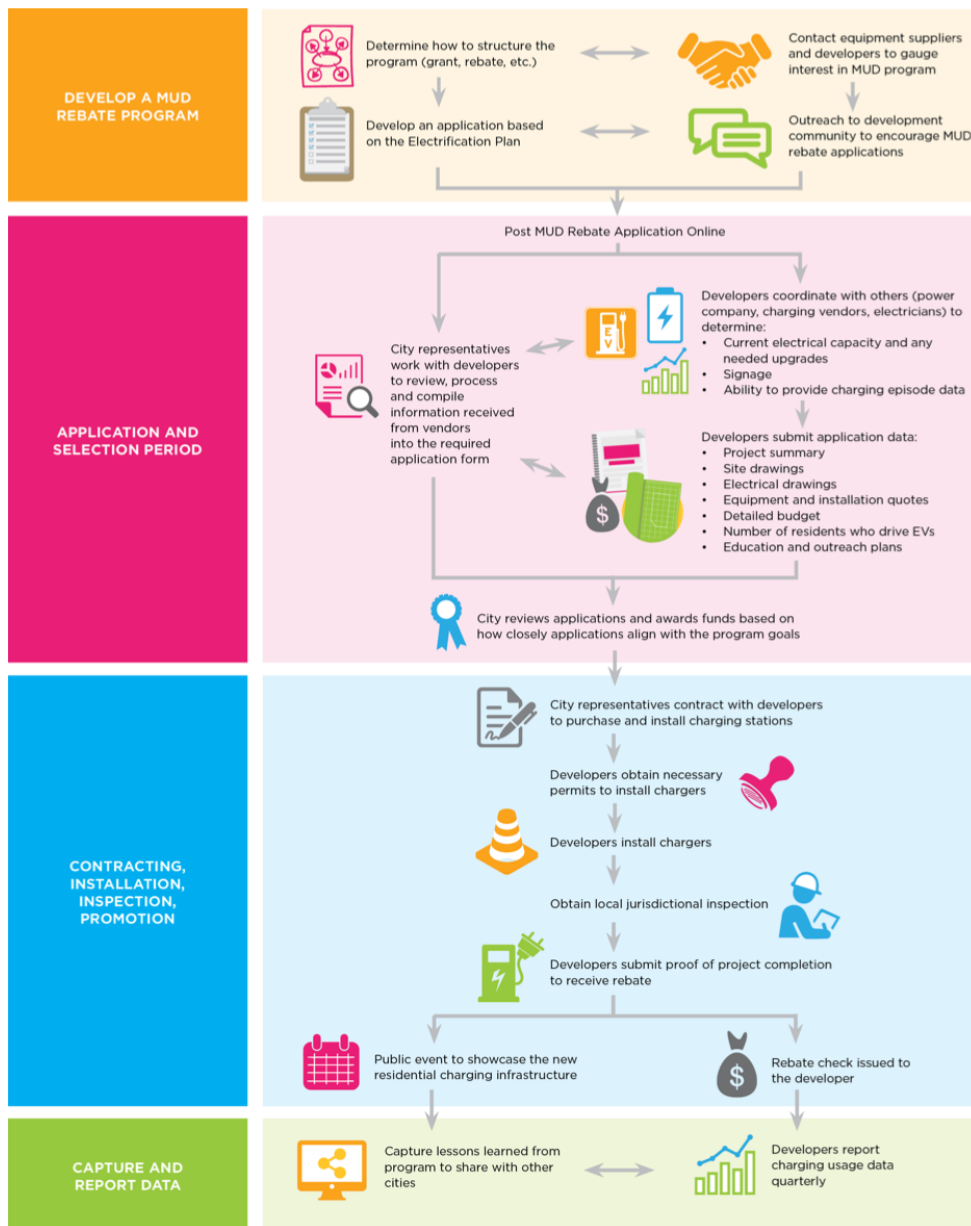 DEVELOP A MUD
REBATE PROGRAM
Determine how to structure the
program (grant, rebate, etc.)
Contact equipment suppliers
and developers to gauge
interest in MUD program
Develop an application based
on the Electrification Plan
Outreach to development
community to encourage MUD
rebate applications
APPLICATION AND
SELECTION PERIOD
Post MUD Rebate Application Online
City representatives
work with developers
to review, process
and compile
information received
from vendors
into the required
application form
EV
Developers coordinate with others (power
company, charging vendors, electricians) to
determine:
• Current electrical capacity and any
needed upgrades
• Signage
• Ability to provide charging episode data
$
Developers submit application data:
• Project summary
• Site drawings
• Electrical drawings
• Equipment and installation quotes
• Detailed budget
• Number of residents who drive EVs
• Education and outreach plans
City reviews applications and awards funds based on
how closely applications align with the program goals
CONTRACTING,
INSTALLATION,
INSPECTION,
PROMOTION
City representatives contract with developers
to purchase and install charging stations
Developers obtain necessary
permits to install chargers
Developers install chargers
Obtain local jurisdictional inspection
Developers submit proof of project completion
to receive rebate
Public event to showcase the new
residential charging infrastructure
$
Rebate check issued to
the developer
CAPTURE AND
REPORT DATA
Capture lessons learned from
program to share with other
cities
Developers report
charging usage data
quarterly